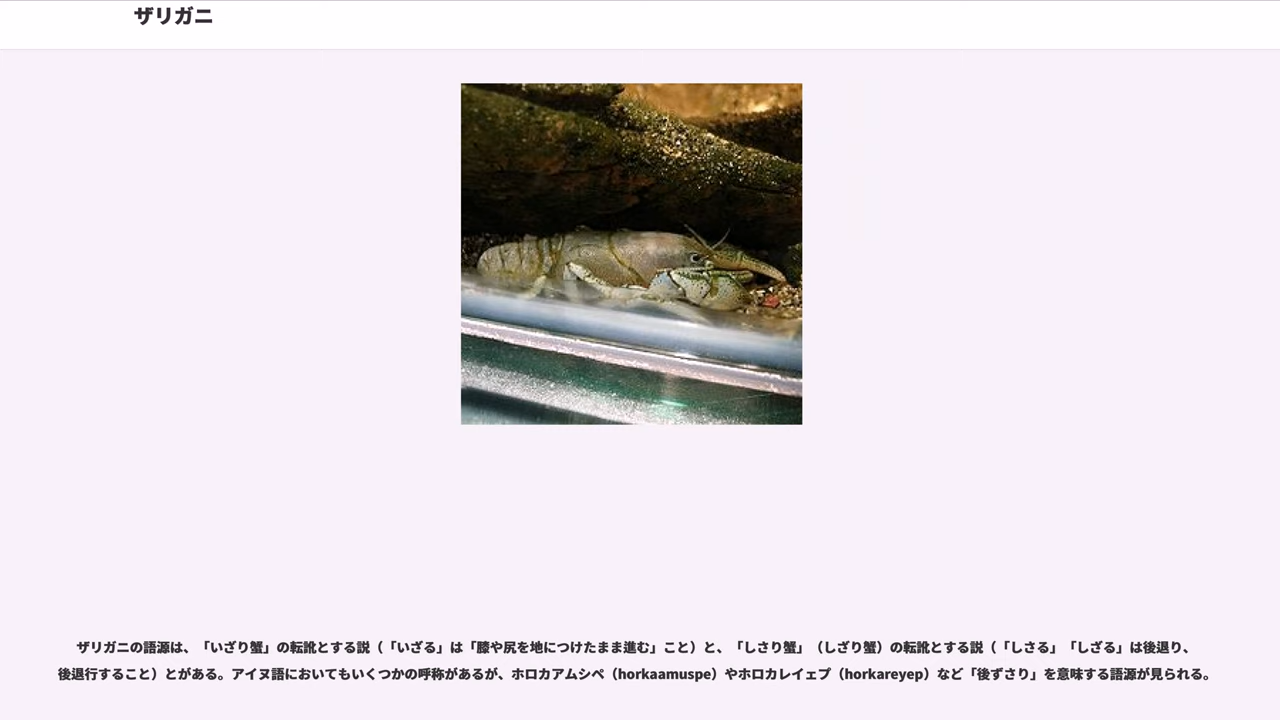 ザリガニ
ザリガニの語源は、「いざり蟹」の転訛とする説（「いざる」は「膝や尻を地につけたまま進む」こと）と、「しさり蟹」（しざり蟹）の転訛とする説（「しさる」「しざる」は後退り、
後退行すること）とがある。アイヌ語においてもいくつかの呼称があるが、ホロカアムシペ（horkaamuspe）やホロカレイェプ（horkareyep）など「後ずさり」を意味する語源が見られる。